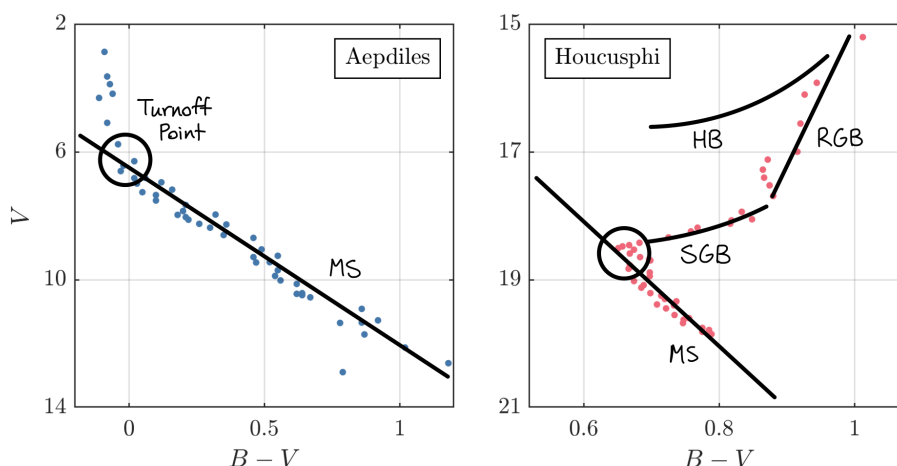 Aepdiles
Turnoff
Point
MS
2
6
10
14
0
0.5
1
B − V
V
Houcusphi
HB
RGB
SGB
MS
15
17
19
21
0.6
0.8
1
B − V